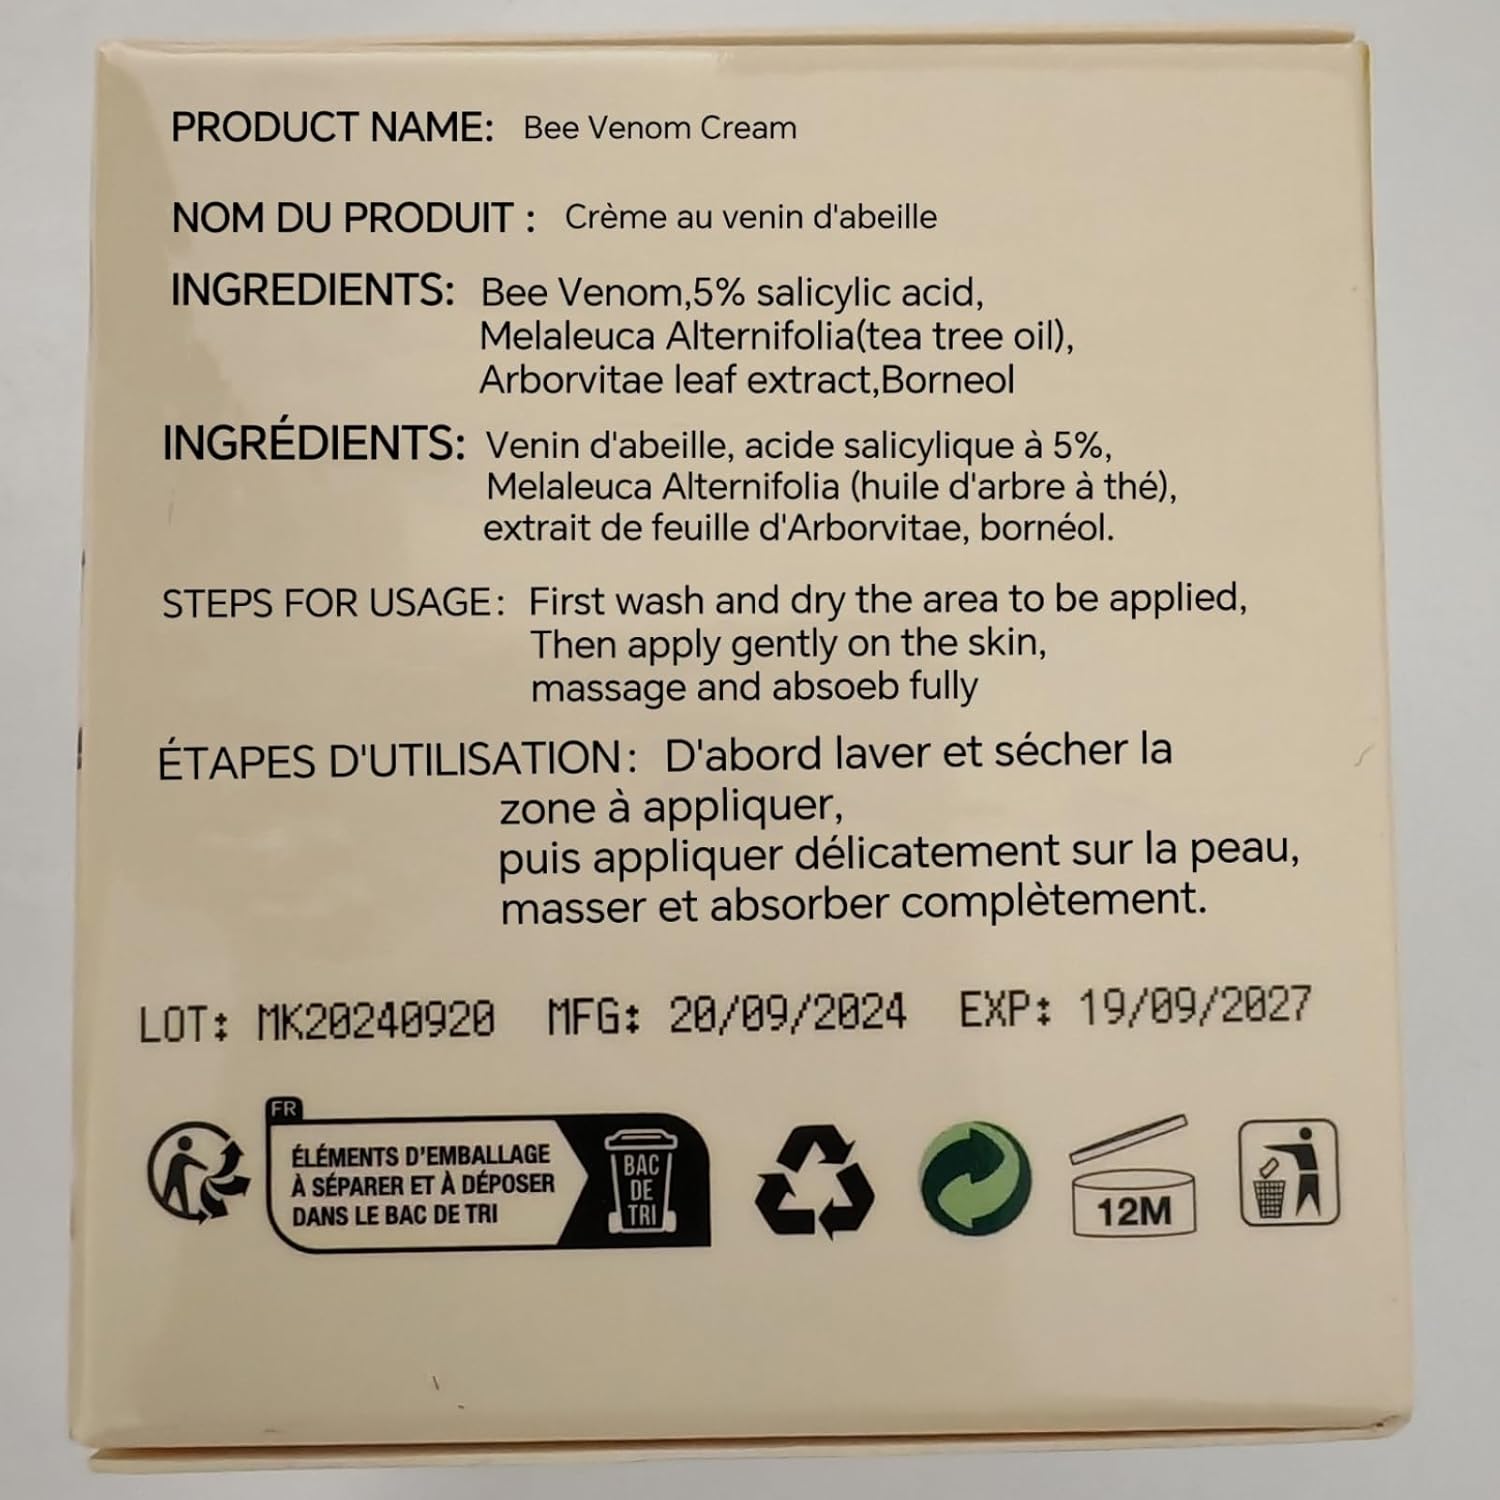 PRODUCT NAME: Bee Venom Cream
NOM DU PRODUIT : Crème au venin d'abeille
INGREDIENTS: Bee Venom,5% salicylic acid,
Melaleuca Alternifolia(tea tree oil),
Arborvitae leaf extract,Borneol
INGRÉDIENTS: Venin d'abeille, acide salicylique à 5%,
Melaleuca Alternifolia (huile d'arbre à thé),
extrait de feuille d'Arborvitae, bornéol.
STEPS FOR USAGE: First wash and dry the area to be applied,
Then apply gently on the skin,
massage and absoeb fully
ÉTAPES D'UTILISATION: D'abord laver et sécher la
zone à appliquer,
puis appliquer délicatement sur la peau,
masser et absorber complètement.
LOT: MK20240920 MFG: 20/09/2024 EXP: 19/09/2027
FR
ÉLÉMENTS D'EMBALLAGE
À SÉPARER ET À DÉPOSER
DANS LE BAC DE TRI
BAC
DE
TRI
12M